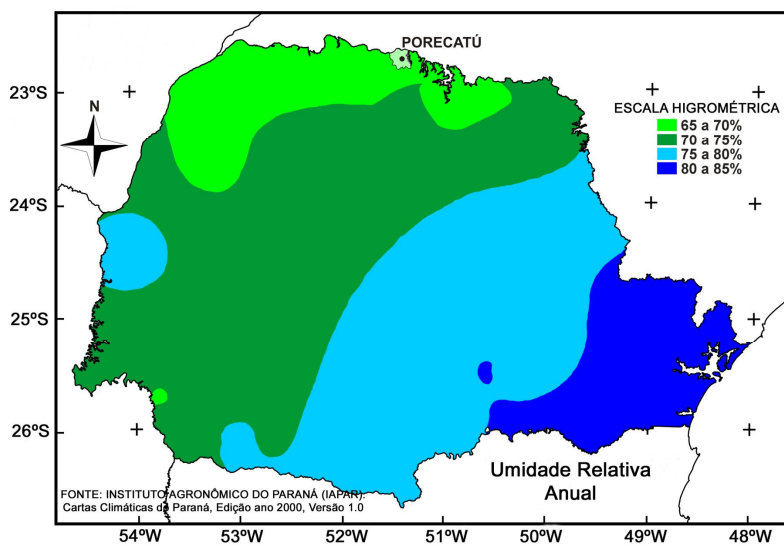 PORECATÚ
23ºS
24ºS
25ºS
26ºS
N
ESCALA HIGROMÉTRICA
65 a 70%
70 a 75%
75 a 80%
80 a 85%
Umidade Relativa
Anual
FONTE: INSTITUTO AGRONÔMICO DO PARANÁ (IAPAR).
Cartas Climáticas do Paraná, Edição ano 2000, Versão 1.0
54ºW
53ºW
52ºW
51ºW
50ºW
49ºW
48ºW